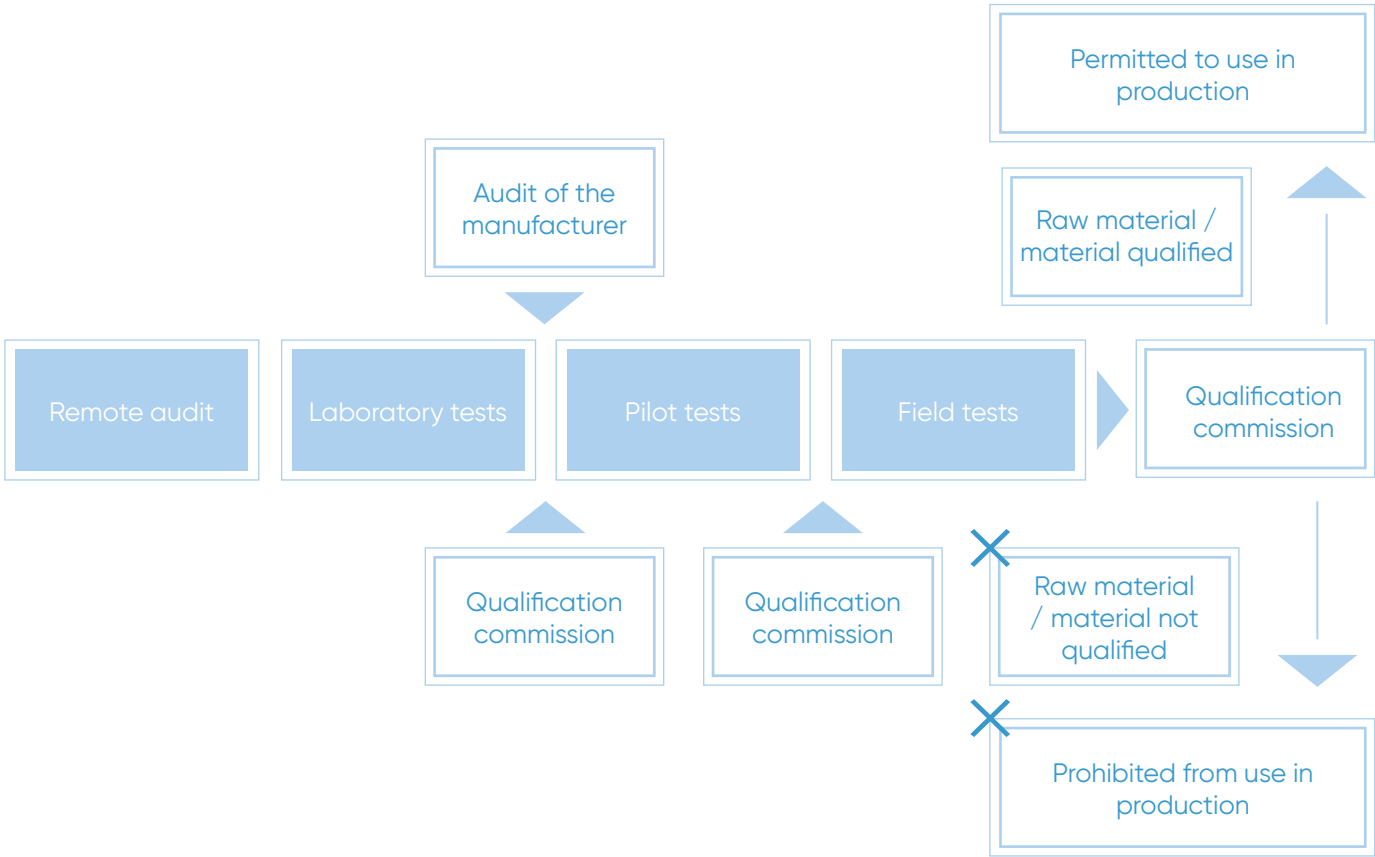 Permitted to use in
production
Audit of the
manufacturer
Raw material /
material qualified
Remote audit
Laboratory tests
Pilot tests
Field tests
Qualification
commission
Qualification
commission
Qualification
commission
Raw material
/ material not
qualified
Prohibited from use in
production